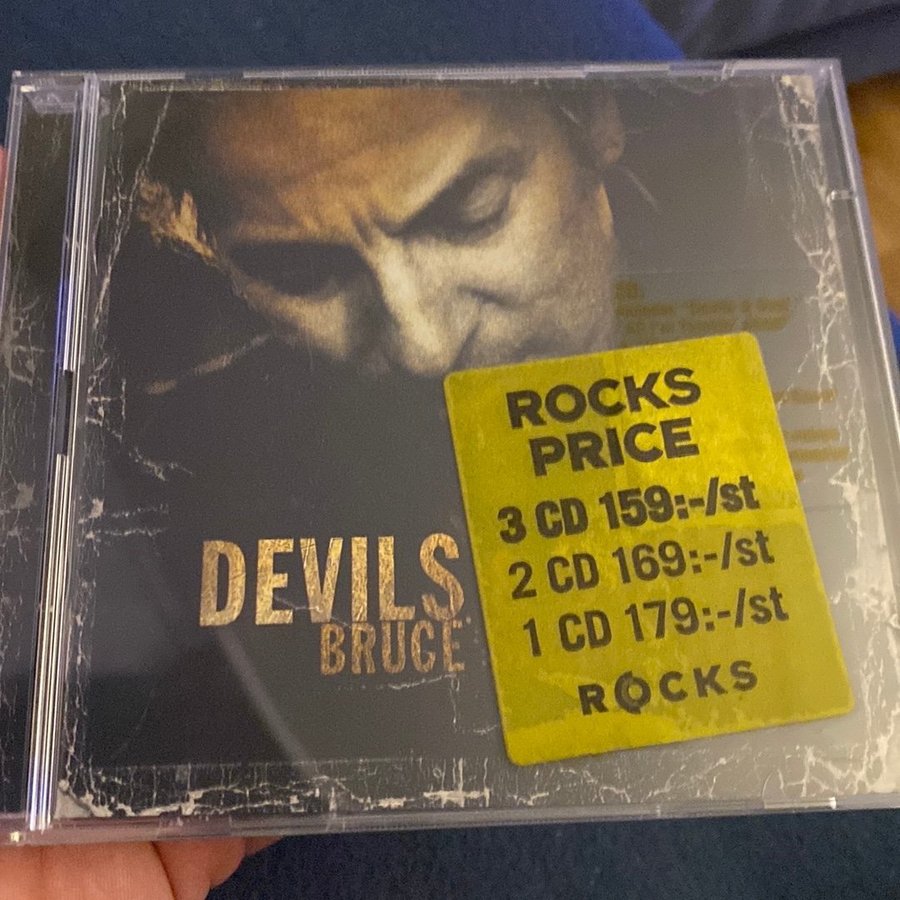 DEVILS
BRUCE
ROCKS
PRICE
3 CD 159:-/st
2 CD 169:-/st
1 CD 179:-/st
ROCKS